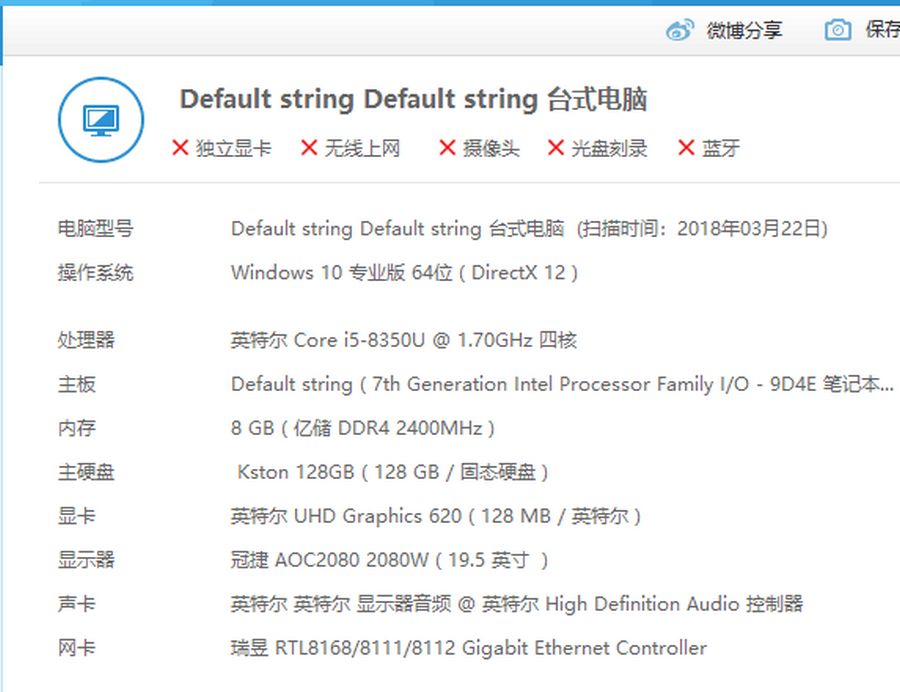 微博分享 保存
Default string Default string 台式电脑
独立显卡 无线上网 摄像头 光盘刻录 蓝牙
电脑型号 Default string Default string 台式电脑 (扫描时间：2018年03月22日)
操作系统 Windows 10 专业版 64位 ( DirectX 12 )
处理器 英特尔 Core i5-8350U @ 1.70GHz 四核
主板 Default string ( 7th Generation Intel Processor Family I/O - 9D4E 笔记本...
内存 8 GB ( 亿储 DDR4 2400MHz )
主硬盘 Kston 128GB ( 128 GB / 固态硬盘 )
显卡 英特尔 UHD Graphics 620 ( 128 MB / 英特尔 )
显示器 冠捷 AOC2080 2080W ( 19.5 英寸 )
声卡 英特尔 英特尔 显示器音频 @ 英特尔 High Definition Audio 控制器
网卡 瑞昱 RTL8168/8111/8112 Gigabit Ethernet Controller